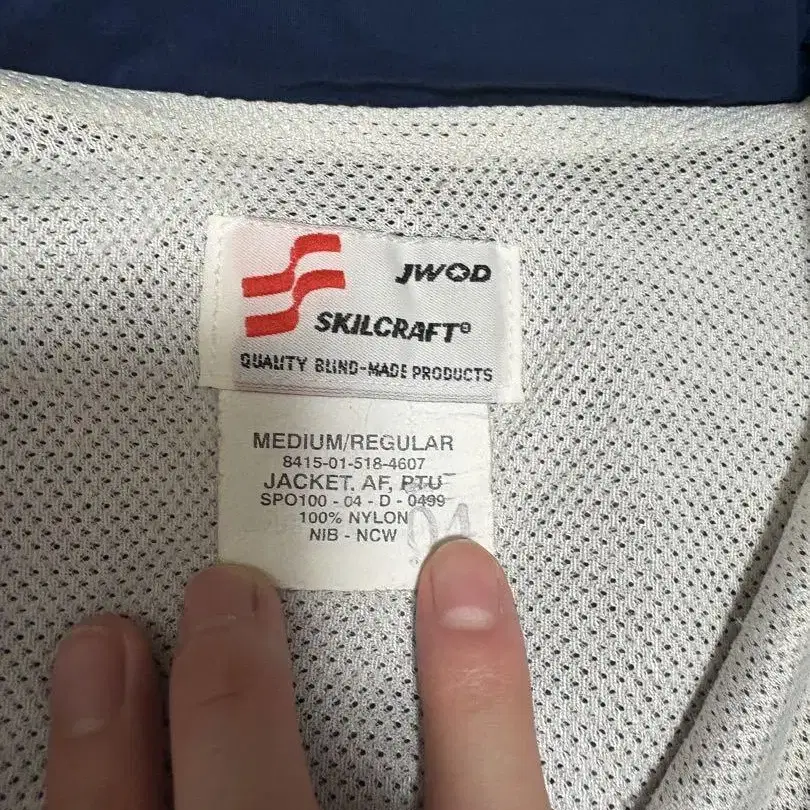 JWOD
SKILCRAFT®
QUALITY BLIND-MADE PRODUCTS
MEDIUM/REGULAR
8415-01-518-4607
JACKET. AF, PTU
SPO100 - 04 - D - 0499
100% NYLON
NIB - NCW